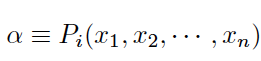 α ≡ P_i(x_1, x_2, ⋯ , x_n)